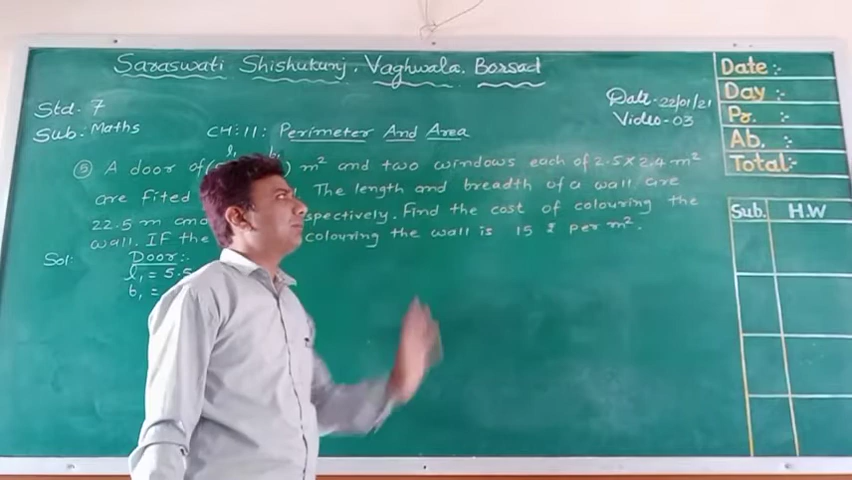 Saraswati Shishukunj. Vaghwala. Borsad
Std. 7
Date - 22/01/21
Sub: Maths
Video - 03
CH: 11: Perimeter And Area
l b
⑤ A door of (5 ) m² and two windows each of 2.5 x 2.4 m²
are fited The length and breadth of a wall are
22.5 m and respectively. Find the cost of colouring the
wall. IF the colouring the wall is 15 ₹ per m².
Sol: Door:-
l₁ = 5.5
b₁ =
Date :-
Day :-
Pr. :-
Ab. :-
Total:-
Sub. H.W